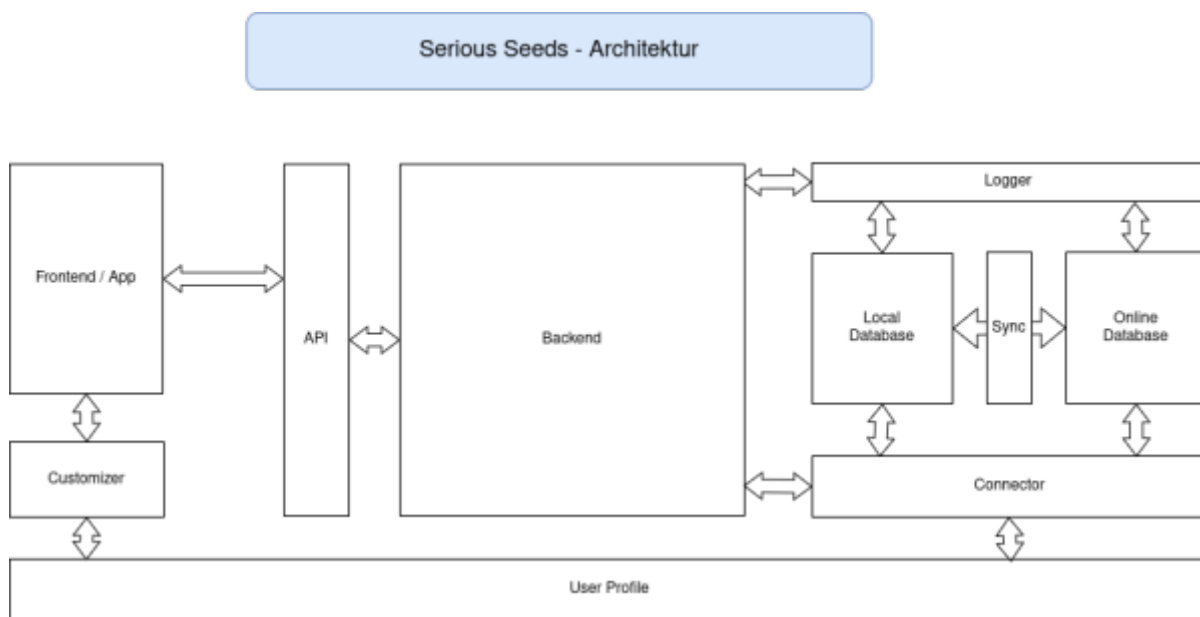 Serious Seeds - Architektur
Logger
Frontend / App
API
Backend
Local
Database
Sync
Online
Database
Customizer
Connector
User Profile